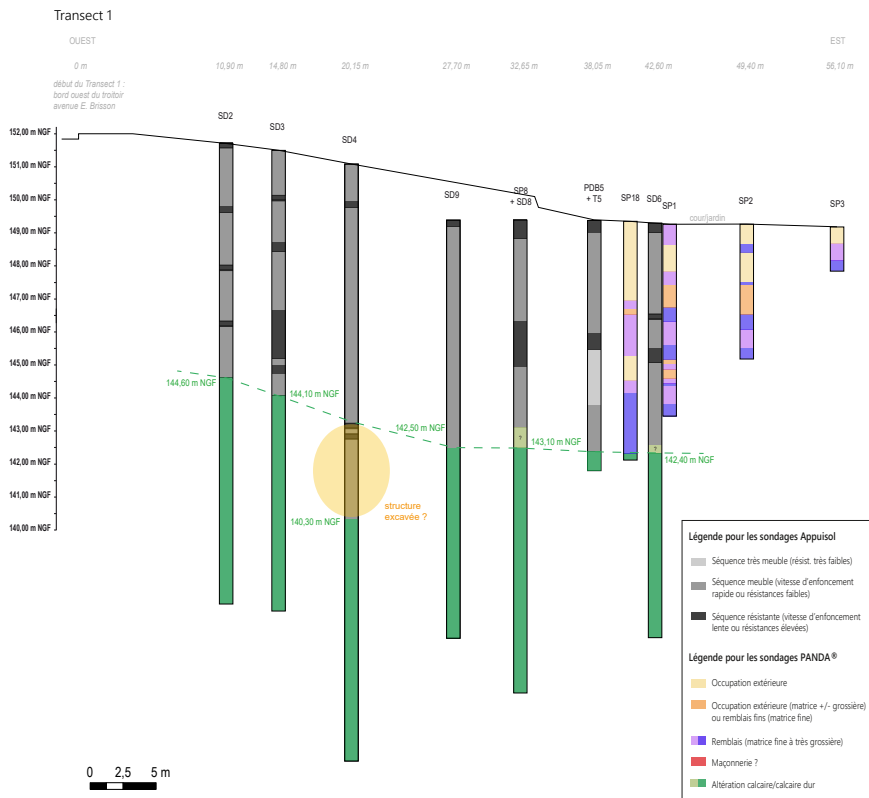 Transect 1
OUEST
EST
0 m
10,90 m
14,80 m
20,15 m
27,70 m
32,65 m
38,05 m
42,60 m
49,40 m
56,10 m
début du Transect 1 :
bord ouest du troitoir
avenue E. Brisson
SD2
SD3
SD4
SD9
SP8
+ SD8
PDB5
+ T5
SP18
SD6
SP1
SP2
SP3
cour/jardin
152,00 m NGF
151,00 m NGF
150,00 m NGF
149,00 m NGF
148,00 m NGF
147,00 m NGF
146,00 m NGF
145,00 m NGF
144,00 m NGF
143,00 m NGF
142,00 m NGF
141,00 m NGF
140,00 m NGF
144,60 m NGF
144,10 m NGF
142,50 m NGF
143,10 m NGF
142,40 m NGF
140,30 m NGF
?
?
?
structure
excavée ?
Légende pour les sondages Appuisol
Séquence très meuble (résist. très faibles)
Séquence meuble (vitesse d'enfoncement
rapide ou résistances faibles)
Séquence résistante (vitesse d'enfoncement
lente ou résistances élevées)
Légende pour les sondages PANDA®
Occupation extérieure
Occupation extérieure (matrice +/- grossière)
ou remblais fins (matrice fine)
Remblais (matrice fine à très grossière)
Maçonnerie ?
Altération calcaire/calcaire dur
0 2,5 5 m